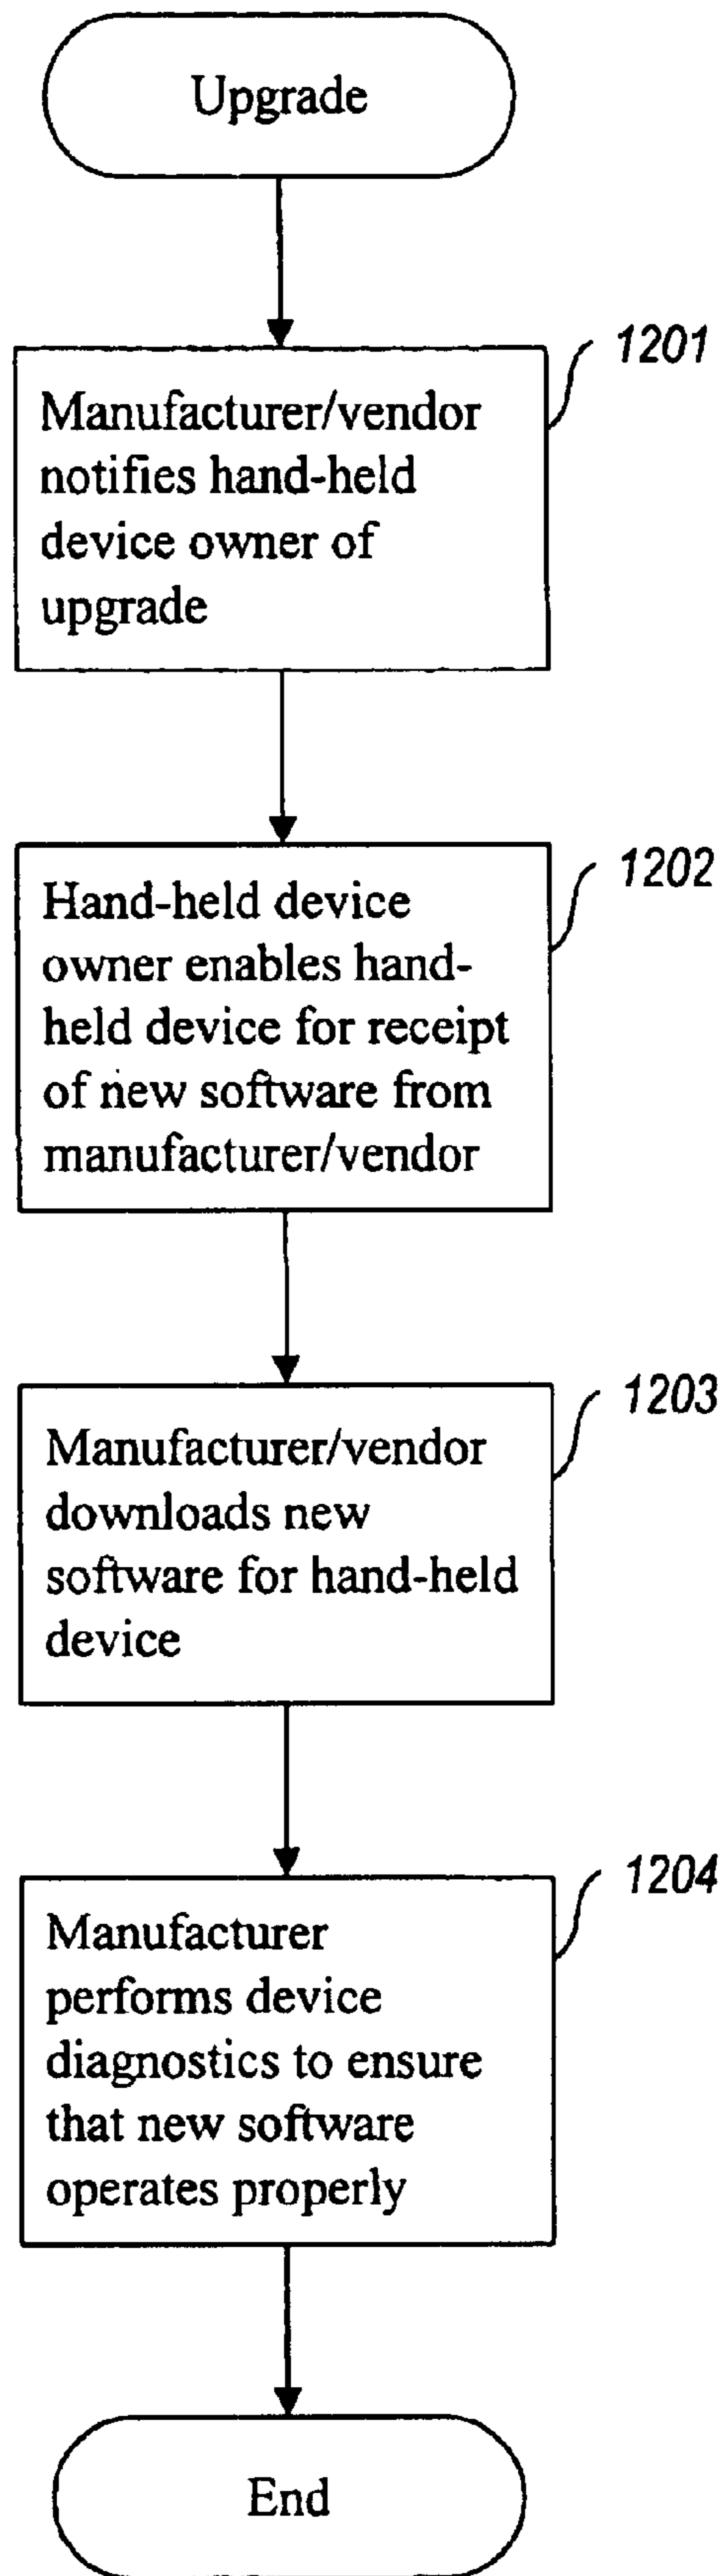 Upgrade
1201
Manufacturer/vendor
notifies hand-held
device owner of
upgrade
1202
Hand-held device
owner enables hand-
held device for receipt
of new software from
manufacturer/vendor
1203
Manufacturer/vendor
downloads new
software for hand-held
device
1204
Manufacturer
performs device
diagnostics to ensure
that new software
operates properly
End